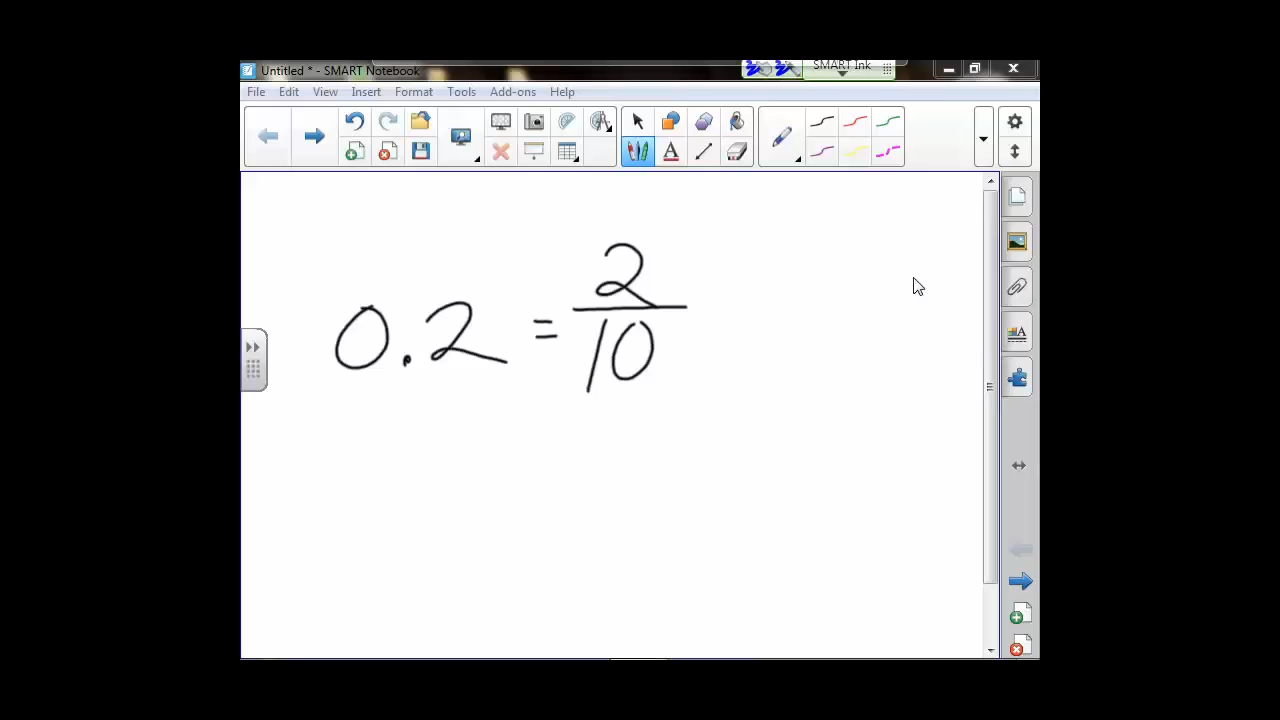 Untitled * - SMART Notebook
SMART Ink
File Edit View Insert Format Tools Add-ons Help
0.2 = 2/10